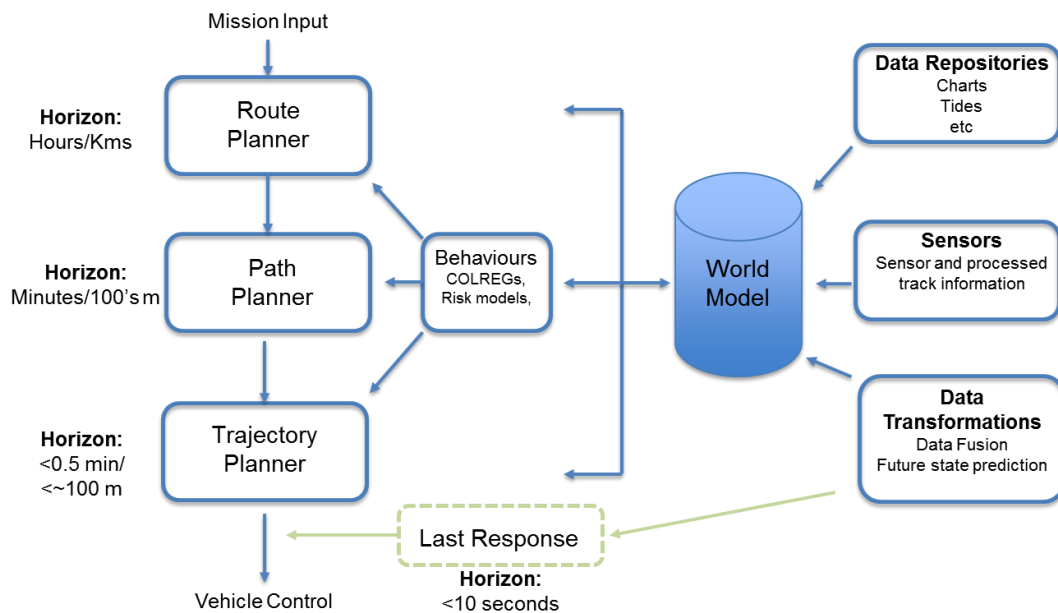 Mission Input
Route
Planner
Horizon:
Hours/Kms
Path
Planner
Horizon:
Minutes/100's m
Trajectory
Planner
Horizon:
<0.5 min/
<~100 m
Vehicle Control
Behaviours
COLREGs,
Risk models,
Last Response
Horizon:
<10 seconds
World
Model
Data Repositories
Charts
Tides
etc
Sensors
Sensor and processed
track information
Data
Transformations
Data Fusion
Future state prediction